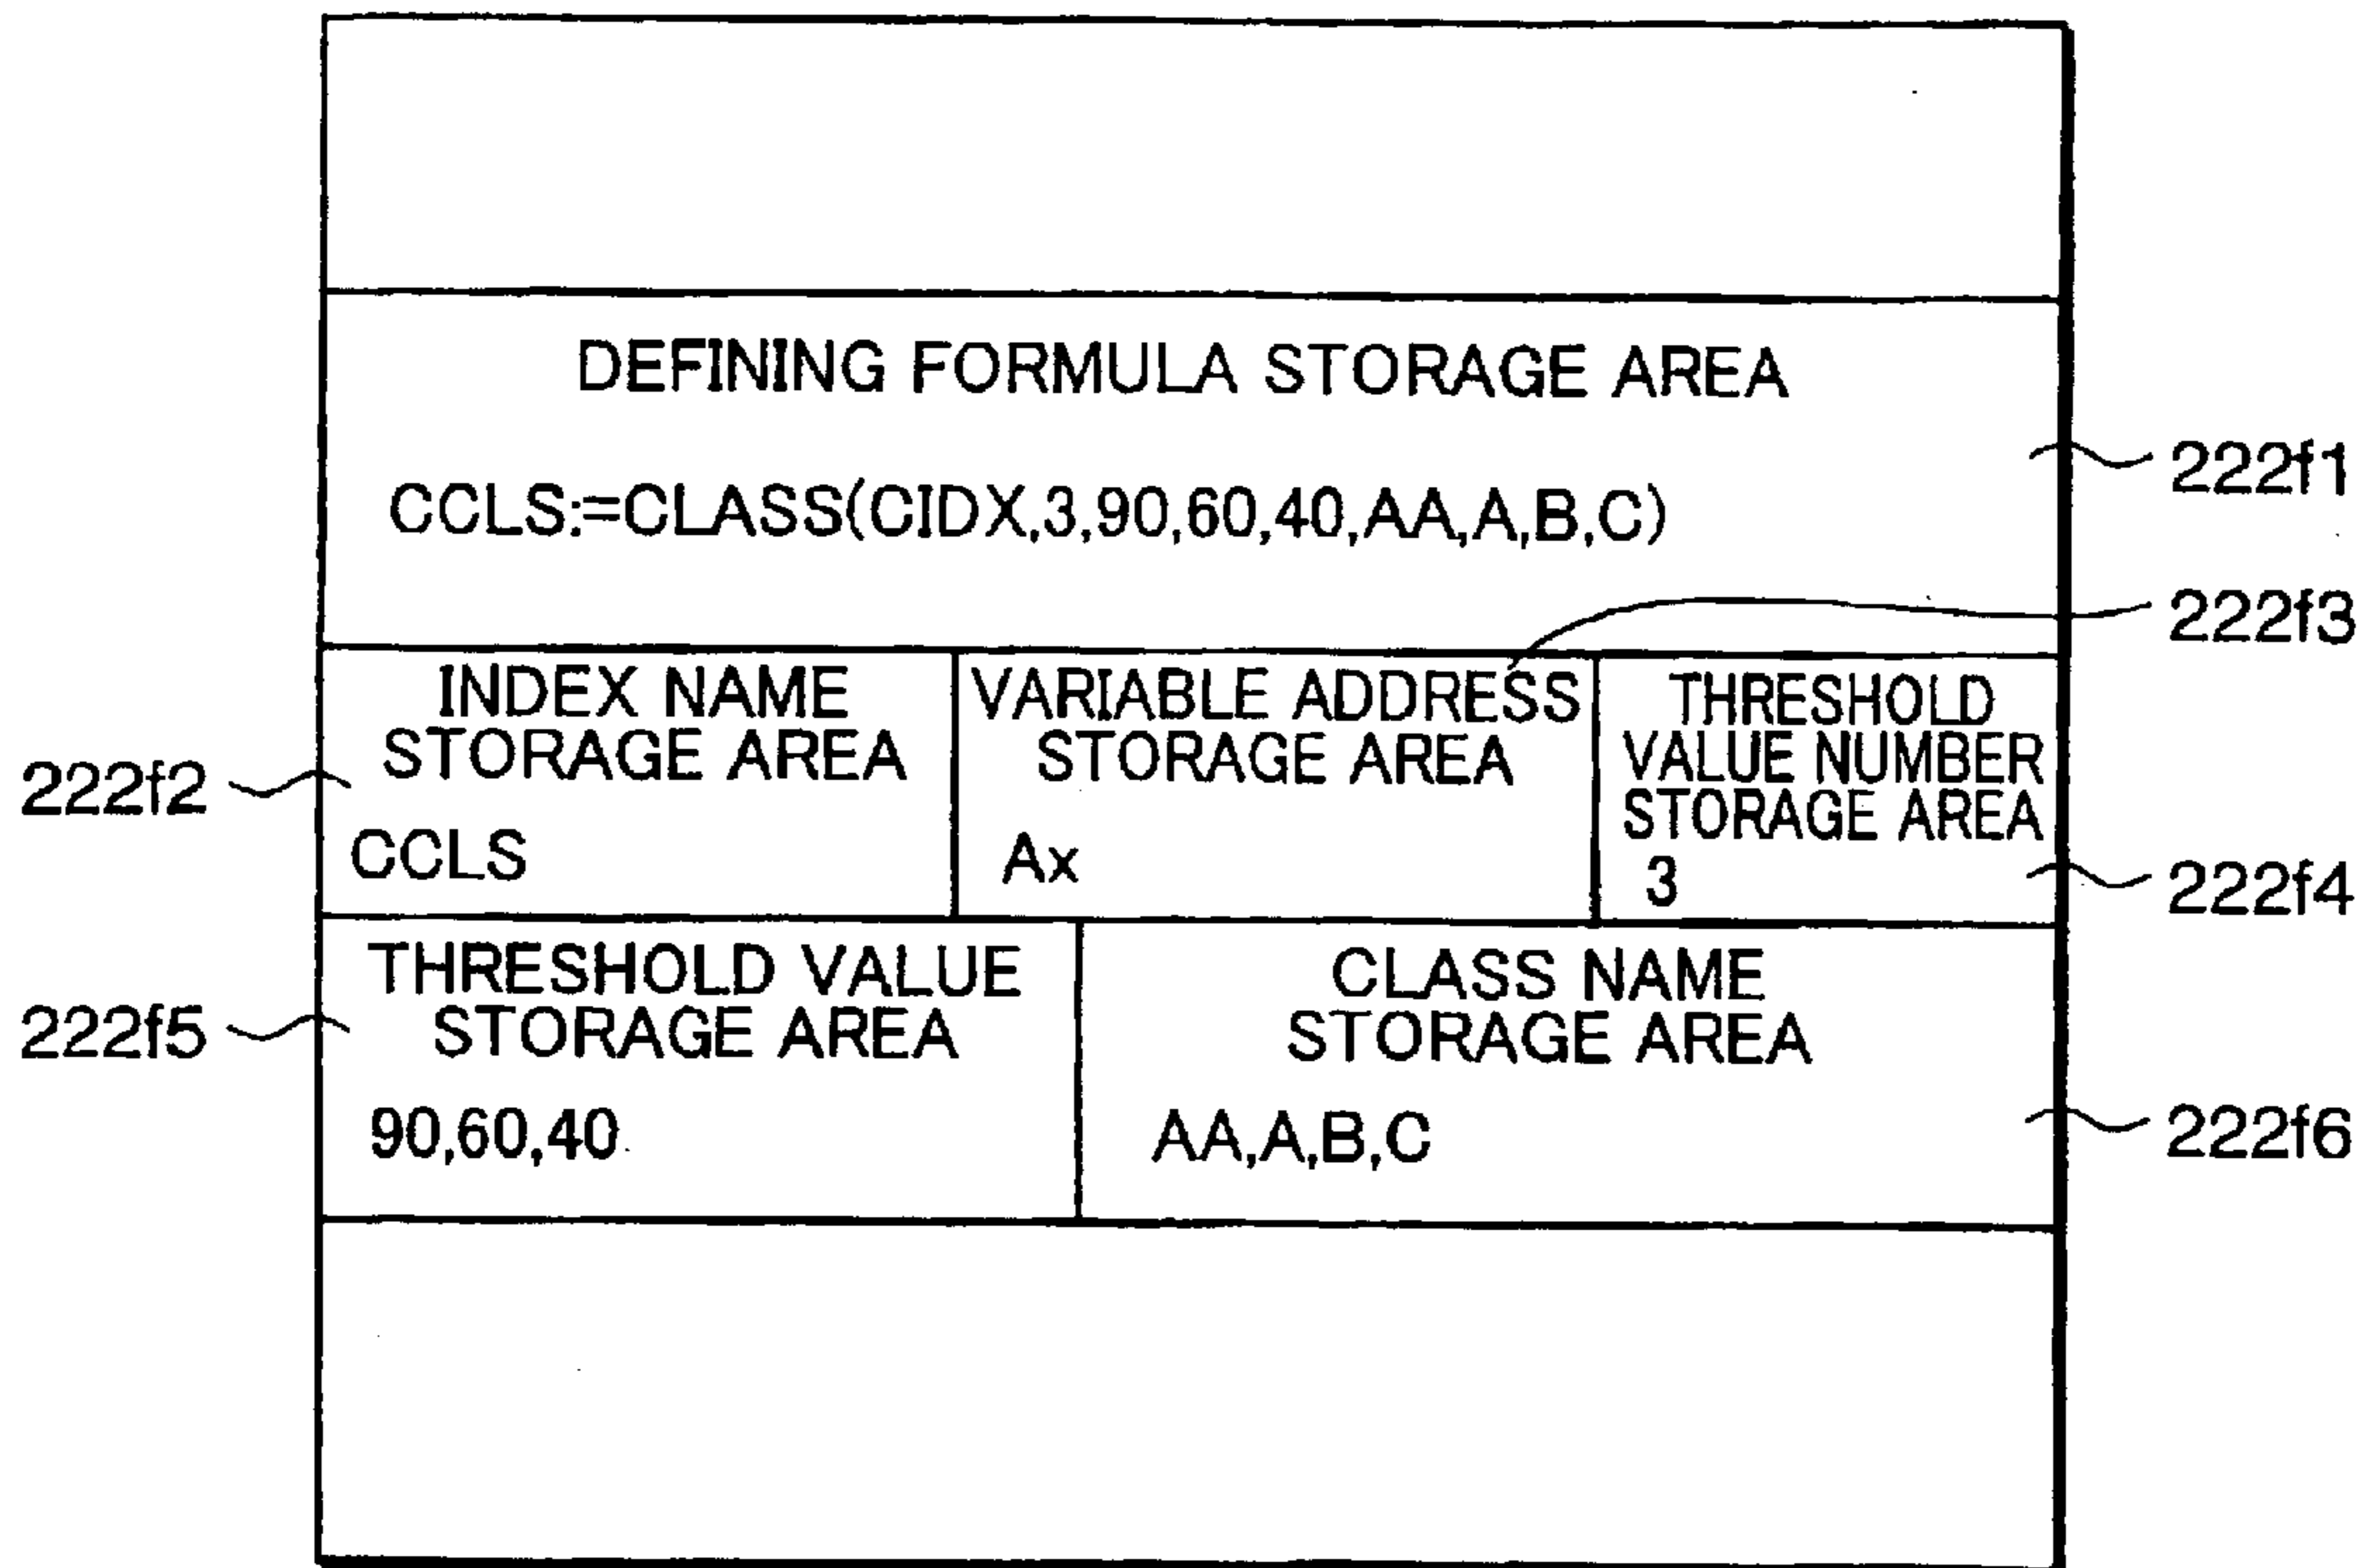 DEFINING FORMULA STORAGE AREA
222f1
CCLS:=CLASS(CIDX,3,90,60,40,AA,A,B,C)
222f3
INDEX NAME
STORAGE AREA
222f2
CCLS
VARIABLE ADDRESS
STORAGE AREA
Ax
THRESHOLD
VALUE NUMBER
STORAGE AREA
3
222f4
THRESHOLD VALUE
STORAGE AREA
222f5
90,60,40
CLASS NAME
STORAGE AREA
AA,A,B,C
222f6